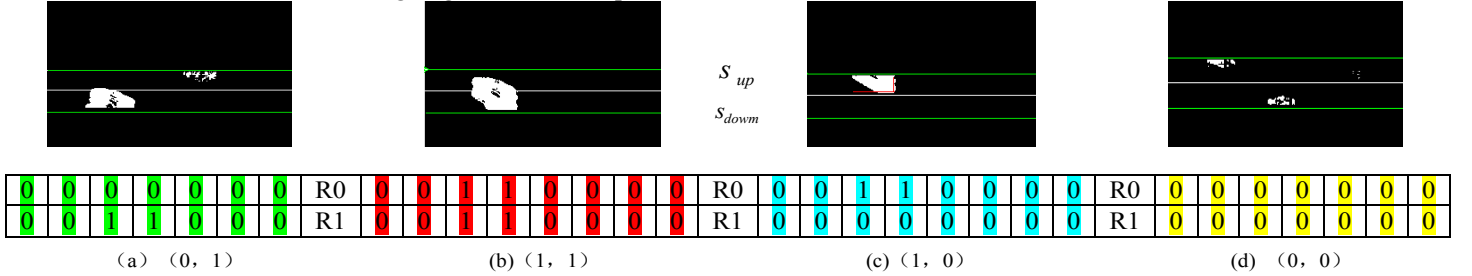 S up
S dowm
0 0 0 0 0 0 0 R0 0 0 1 1 0 0 0 0 R0 0 0 1 1 0 0 0 0 R0 0 0 0 0 0 0 0
0 0 1 1 0 0 0 R1 0 0 1 1 0 0 0 0 R1 0 0 0 0 0 0 0 0 R1 0 0 0 0 0 0 0
（a）（0，1） (b)（1，1） (c)（1，0） (d) （0，0）